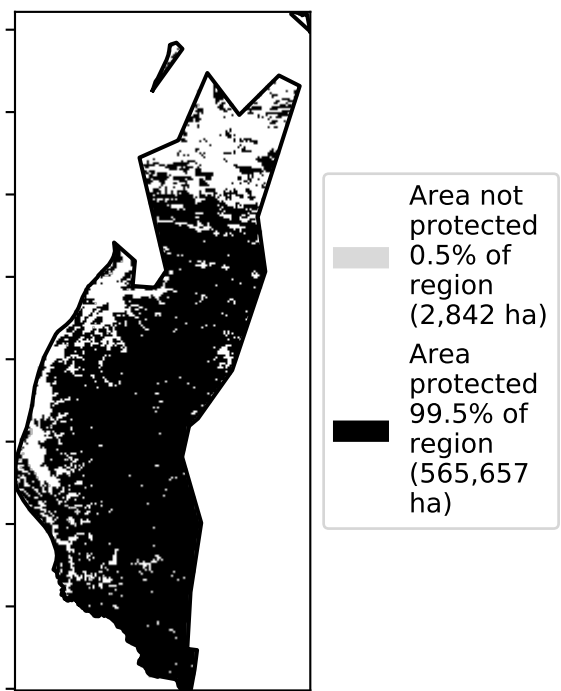 Area not
protected
0.5% of
region
(2,842 ha)
Area
protected
99.5% of
region
(565,657
ha)